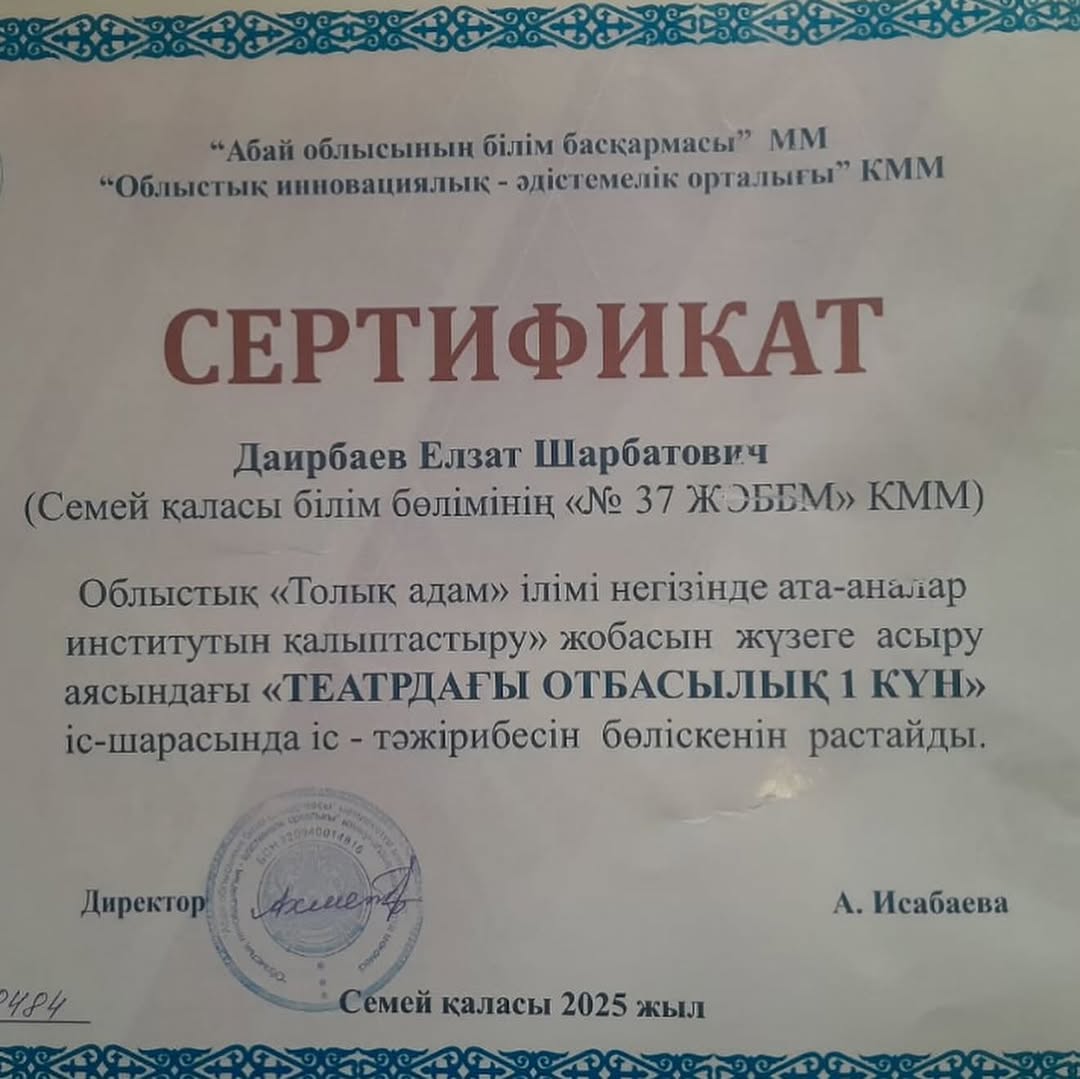 “Абай облысының білім басқармасы” ММ
“Облыстық инновациялық - әдістемелік орталығы” КММ
СЕРТИФИКАТ
Даирбаев Елзат Шарбатович
(Семей қаласы білім бөлімінің «№ 37 ЖӘББМ» КММ)
Облыстық «Толық адам» ілімі негізінде ата-аналар
институтын қалыптастыру» жобасын жүзеге асыру
аясындағы «ТЕАТРДАҒЫ ОТБАСЫЛЫҚ 1 КҮН»
іс-шарасында іс - тәжірибесін бөліскенін растайды.
Директор
А. Исабаева
Семей қаласы 2025 жыл